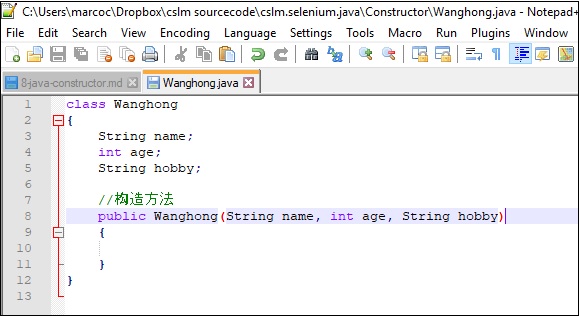 C:\Users\marcoc\Dropbox\cslm sourcecode\cslm.selenium.java\Constructor\Wanghong.java - Notepad+
File Edit Search View Encoding Language Settings Tools Macro Run Plugins Window
8-java-constructor.md Wanghong.java
1 class Wanghong
2 {
3 String name;
4 int age;
5 String hobby;
6
7 //构造方法
8 public Wanghong(String name, int age, String hobby)
9 {
10
11 }
12 }
13